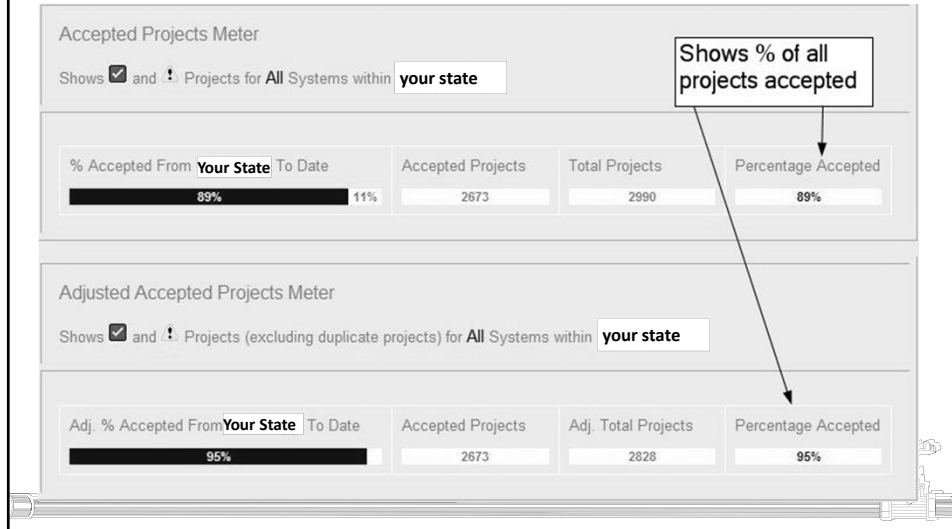 Accepted Projects Meter
Shows and Projects for All Systems within your state
Shows % of all
projects accepted
% Accepted From Your State To Date
Accepted Projects
Total Projects
Percentage Accepted
89%
11%
2673
2990
89%
Adjusted Accepted Projects Meter
Shows and Projects (excluding duplicate projects) for All Systems within your state
Adj. % Accepted From Your State To Date
Accepted Projects
Adj. Total Projects
Percentage Accepted
95%
2673
2828
95%